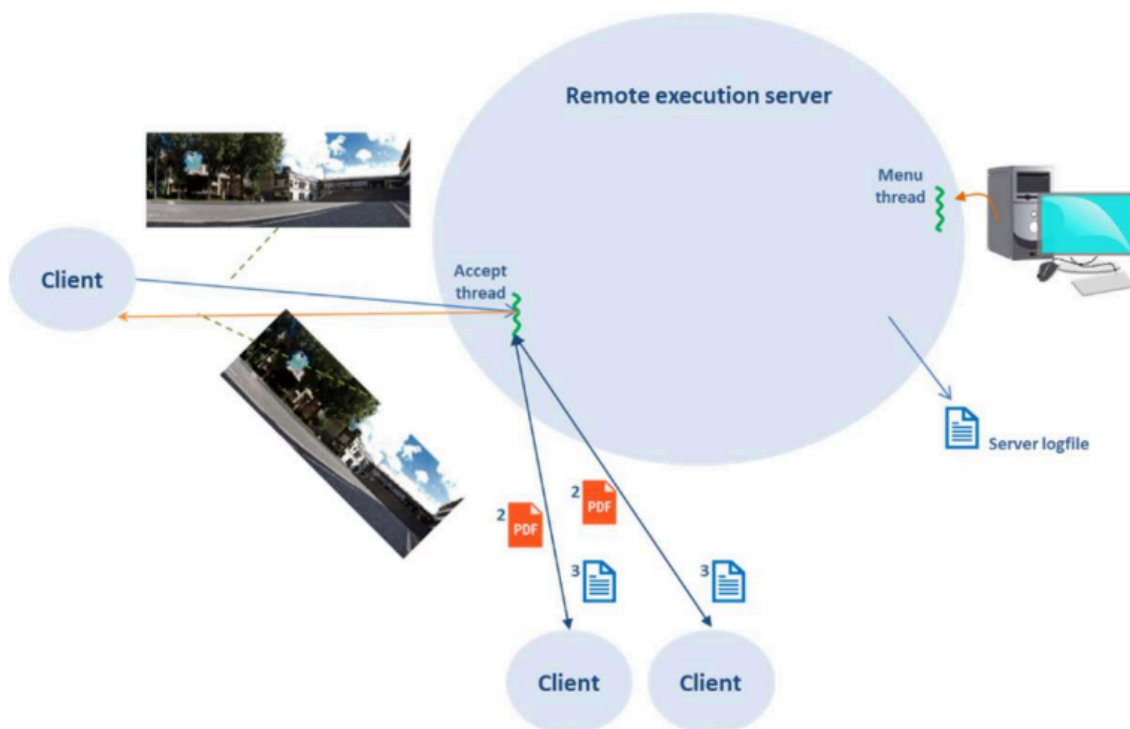 Remote execution server
Menu
thread
Client
Accept
thread
Server logfile
2
PDF
2
PDF
3
3
Client
Client